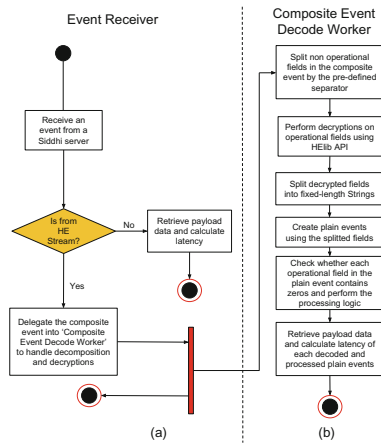 Event Receiver
Receive an
event from a
Siddhi server
Is from
HE
Stream?
No
Retrieve payload
data and calculate
latency
Yes
Delegate the composite
event into 'Composite
Event Decode Worker'
to handle decomposition
and decryptions
(a)
Composite Event
Decode Worker
Split non operational
fields in the composite
event by the pre-defined
separator
Perform decryptions on
operational fields using
HElib API
Split decrypted fields
into fixed-length Strings
Create plain events
using the splitted fields
Check whether each
operational field in the
plain event contains
zeros and perform the
processing logic
Retrieve payload data
and calculate latency of
each decoded and
processed plain events
(b)